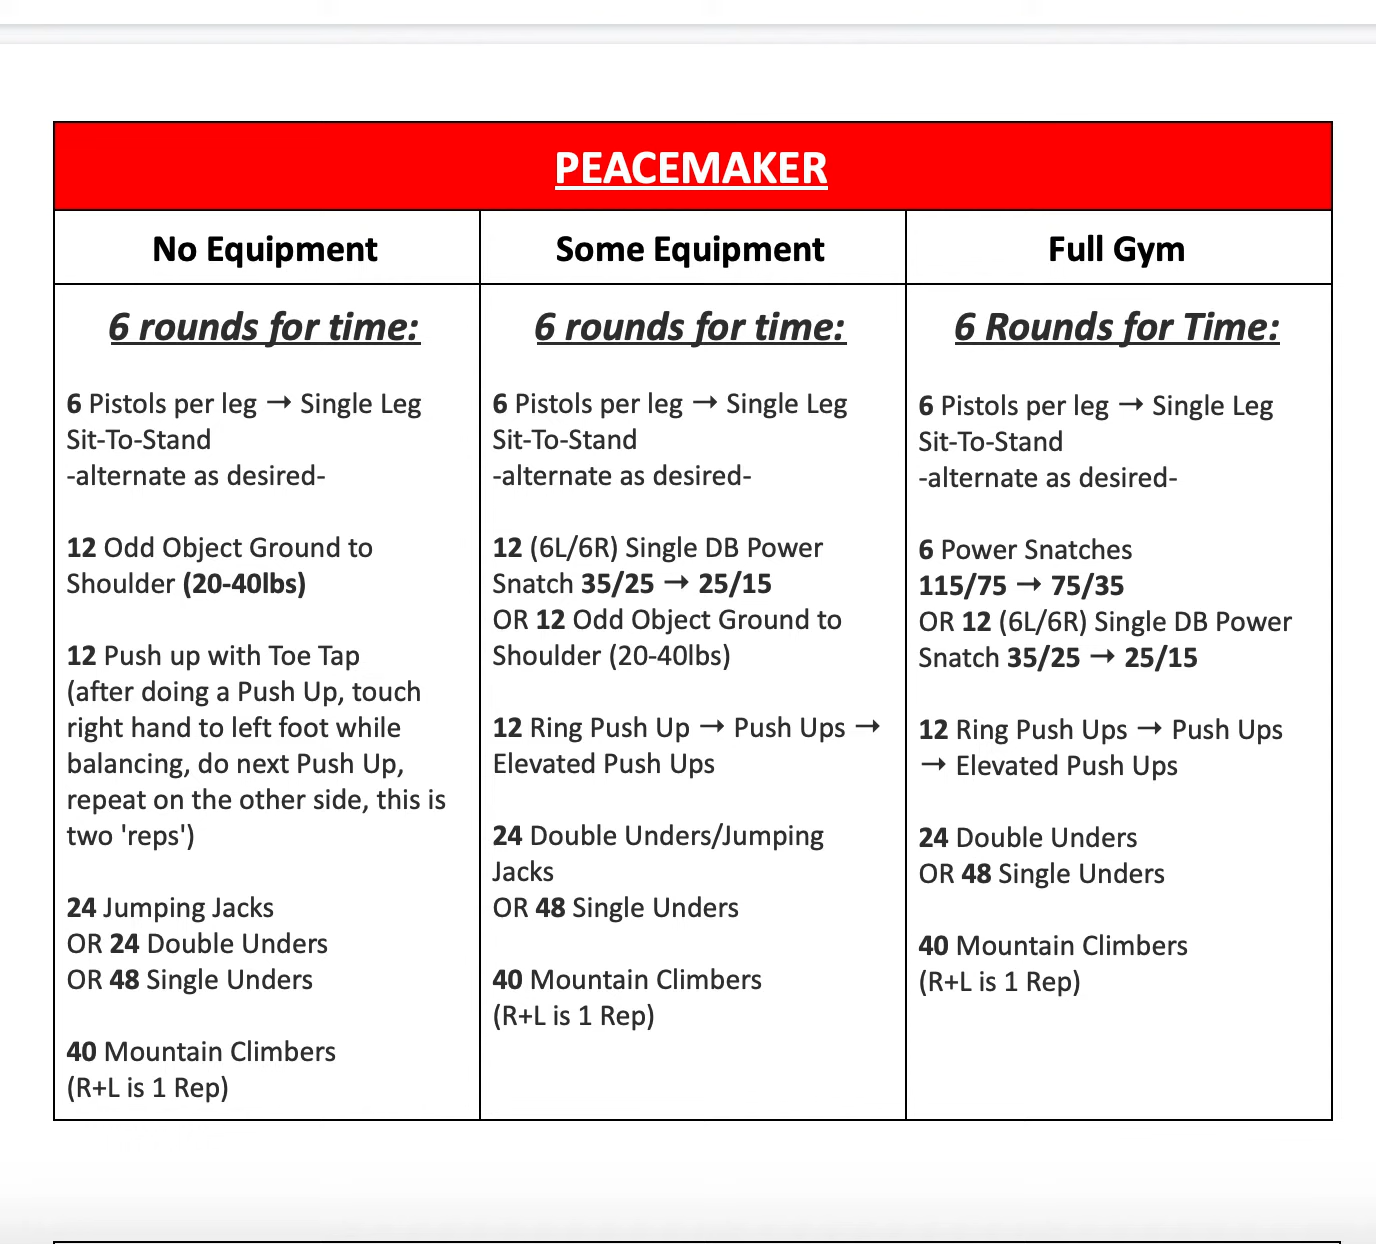 PEACEMAKER
No Equipment
Some Equipment
Full Gym
6 rounds for time:
6 Pistols per leg → Single Leg
Sit-To-Stand
-alternate as desired-
12 Odd Object Ground to
Shoulder (20-40lbs)
12 Push up with Toe Tap
(after doing a Push Up, touch
right hand to left foot while
balancing, do next Push Up,
repeat on the other side, this is
two 'reps')
24 Jumping Jacks
OR 24 Double Unders
OR 48 Single Unders
40 Mountain Climbers
(R+L is 1 Rep)
6 rounds for time:
6 Pistols per leg → Single Leg
Sit-To-Stand
-alternate as desired-
12 (6L/6R) Single DB Power
Snatch 35/25 → 25/15
OR 12 Odd Object Ground to
Shoulder (20-40lbs)
12 Ring Push Up → Push Ups →
Elevated Push Ups
24 Double Unders/Jumping
Jacks
OR 48 Single Unders
40 Mountain Climbers
(R+L is 1 Rep)
6 Rounds for Time:
6 Pistols per leg → Single Leg
Sit-To-Stand
-alternate as desired-
6 Power Snatches
115/75 → 75/35
OR 12 (6L/6R) Single DB Power
Snatch 35/25 → 25/15
12 Ring Push Ups → Push Ups
→ Elevated Push Ups
24 Double Unders
OR 48 Single Unders
40 Mountain Climbers
(R+L is 1 Rep)